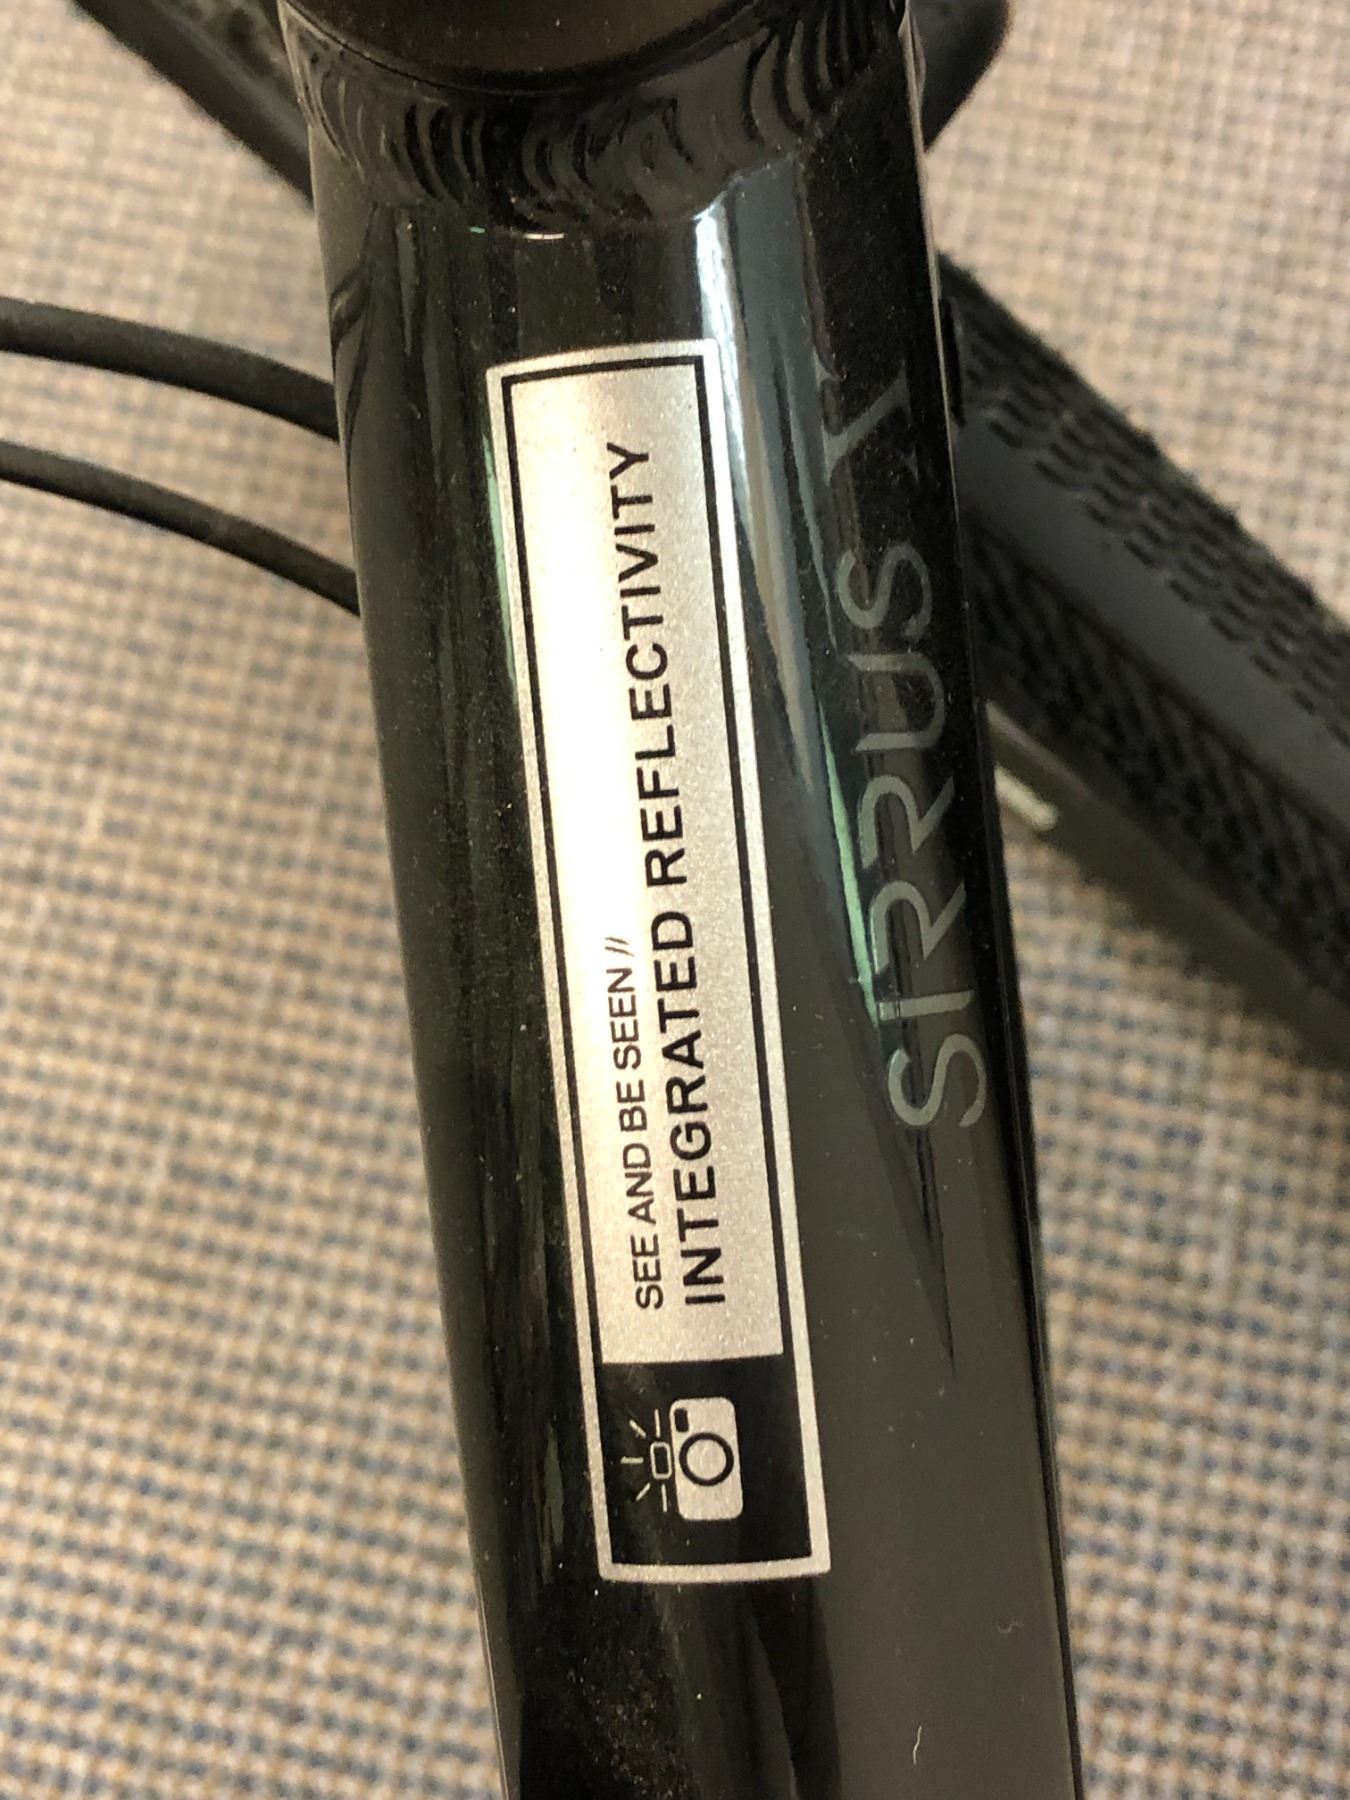 SEE AND BE SEEN //
INTEGRATED REFLECTIVITY
SIRRUS X